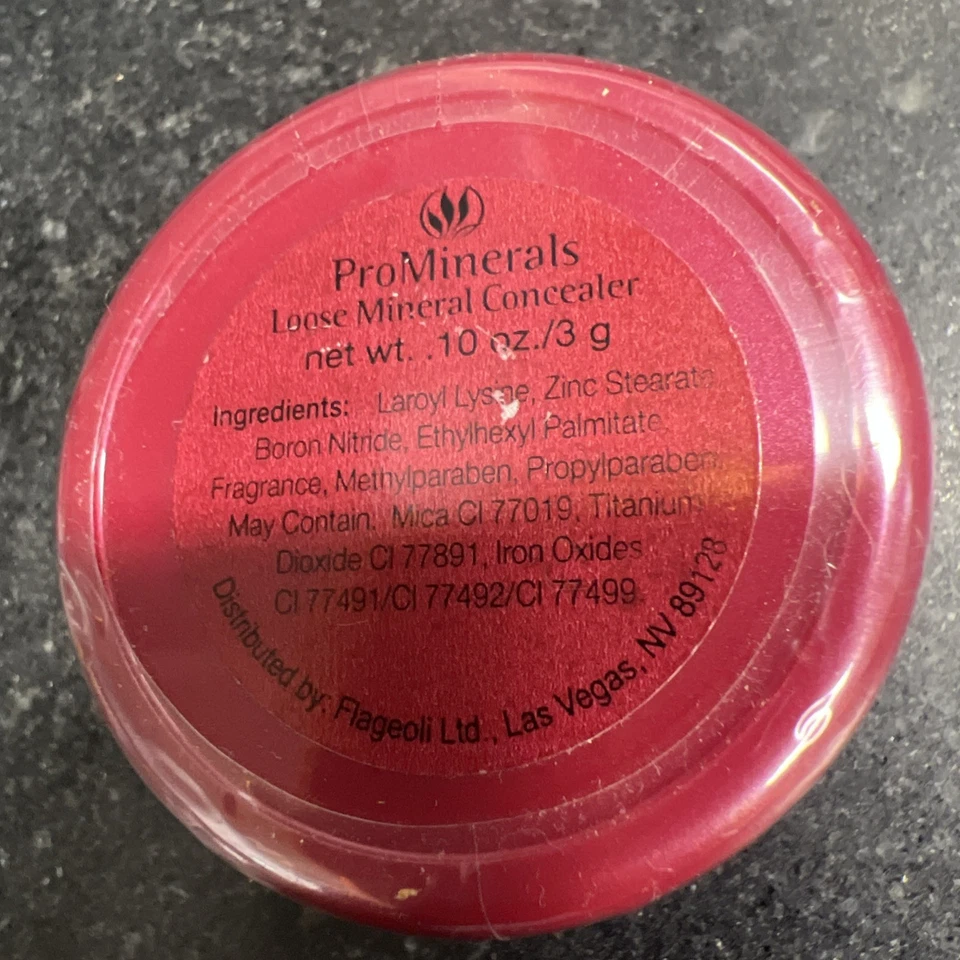 ProMinerals
Loose Mineral Concealer
net wt. .10 oz./3 g
Ingredients: Laroyl Lysine, Zinc Stearate
Boron Nitride, Ethylhexyl Palmitate
Fragrance, Methylparaben, Propylparaben
May Contain: Mica CI 77019, Titanium
Dioxide CI 77891, Iron Oxides
CI 77491/CI 77492/CI 77499
Distributed by: Flageoli Ltd., Las Vegas, NV 89128